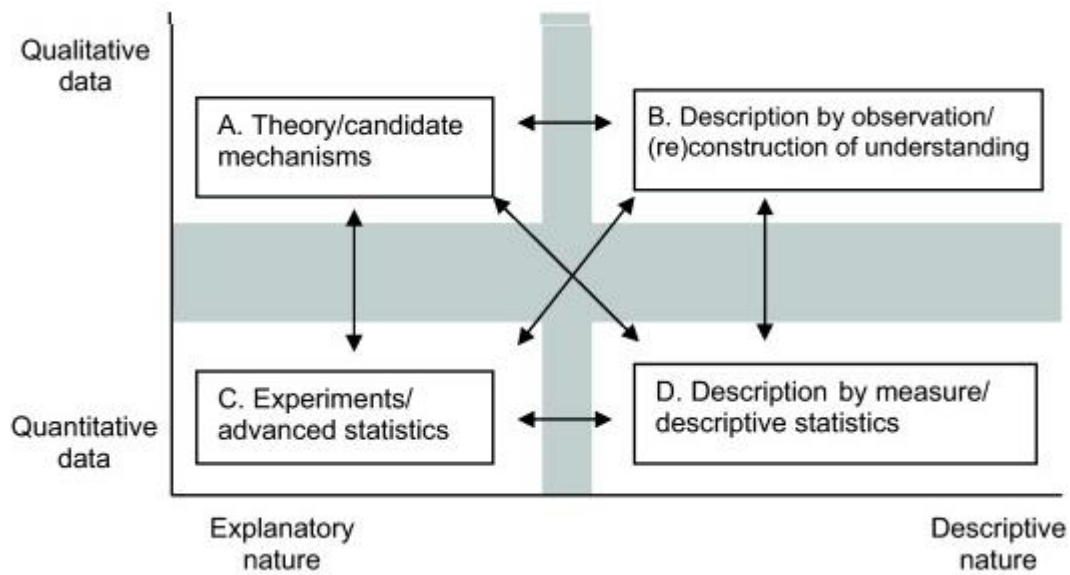 Qualitative
data
A. Theory/candidate
mechanisms
B. Description by observation/
(re)construction of understanding
C. Experiments/
advanced statistics
D. Description by measure/
descriptive statistics
Quantitative
data
Explanatory
nature
Descriptive
nature